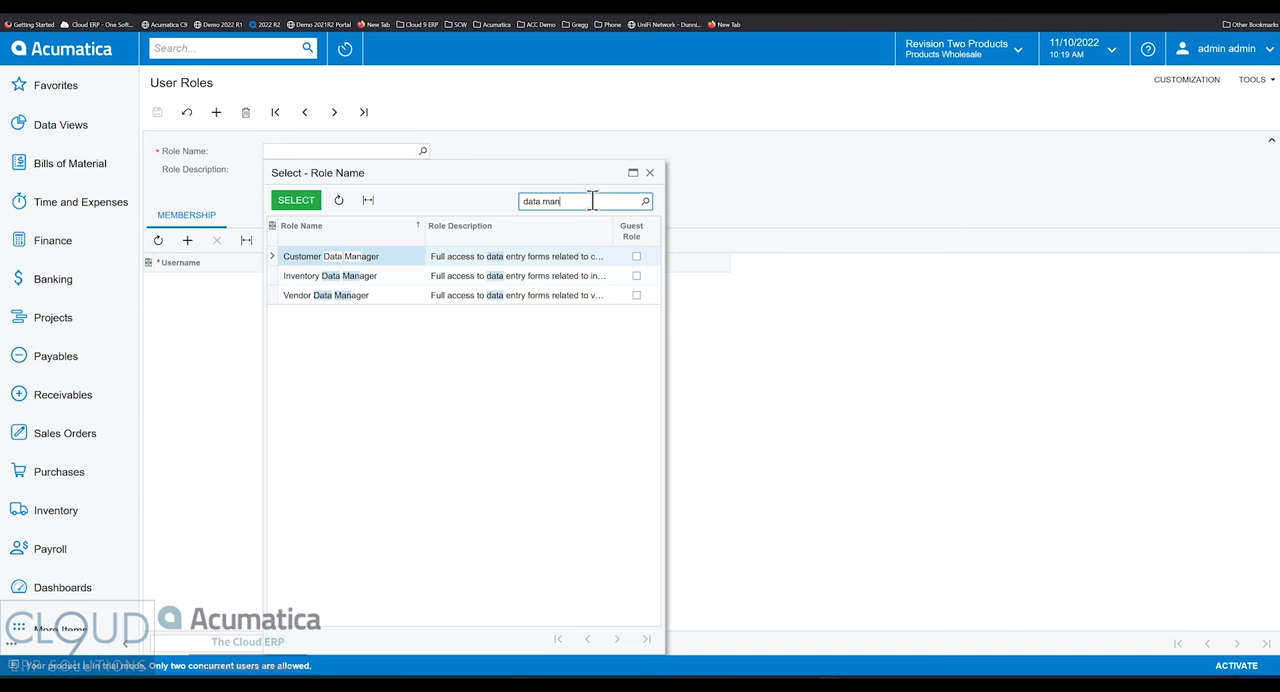 Getting Started Cloud ERP - One Soft... Acumatica C9 Demo 2022 R1 2022 R2 Demo 2021R2 Portal New Tab Cloud 9 ERP SCW Acumatica ACC Demo Gregg Phone UniFi Network - Dunni... New Tab Other Bookmarks
Acumatica
Search...
Revision Two Products
Products Wholesale
11/10/2022
10:19 AM
admin admin
Favorites
Data Views
Bills of Material
Time and Expenses
Finance
Banking
Projects
Payables
Receivables
Sales Orders
Purchases
Inventory
Payroll
Dashboards
More Items
User Roles
CUSTOMIZATION TOOLS
* Role Name:
Role Description:
MEMBERSHIP
* Username
Select - Role Name
SELECT
data man
Role Name Role Description Guest Role
Customer Data Manager Full access to data entry forms related to c...
Inventory Data Manager Full access to data entry forms related to in...
Vendor Data Manager Full access to data entry forms related to v...
CLOUD 9
ERP SOLUTIONS
Acumatica
The Cloud ERP
Your product is in trial mode. Only two concurrent users are allowed.
ACTIVATE